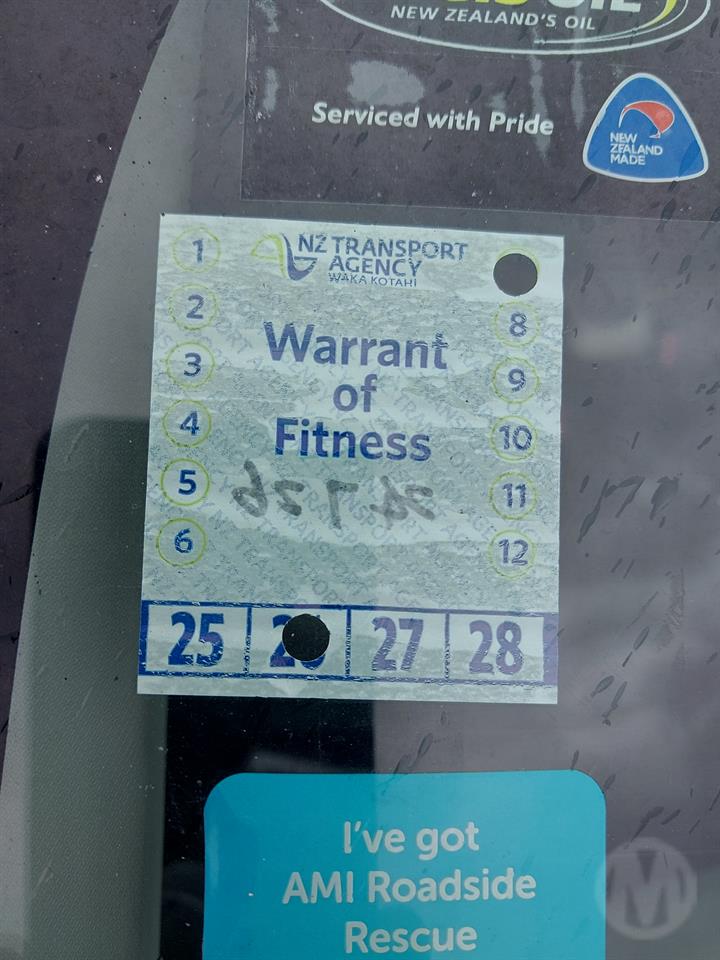 NEW ZEALAND'S OIL
Serviced with Pride
NEW
ZEALAND
MADE
NZ TRANSPORT
AGENCY
WAKA KOTAHI
1
2
3
4
5
6
Warrant
of
Fitness
8
9
10
11
12
25 26 27 28
I've got
AMI Roadside
Rescue
M